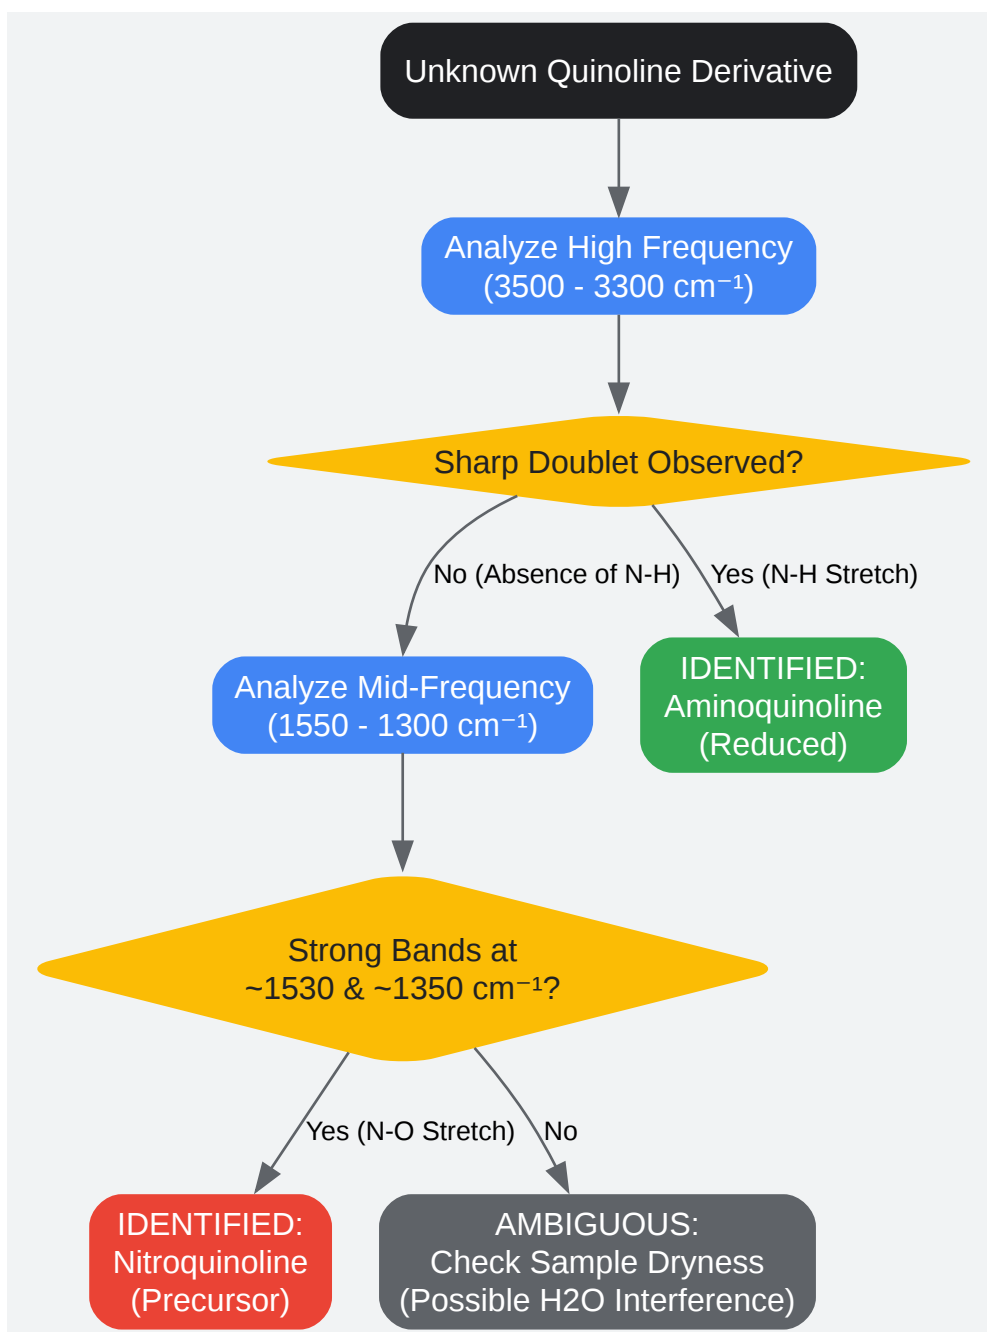 Unknown Quinoline Derivative
Analyze High Frequency
(3500 - 3300 cm⁻¹)
Sharp Doublet Observed?
No (Absence of N-H)
Yes (N-H Stretch)
Analyze Mid-Frequency
(1550 - 1300 cm⁻¹)
IDENTIFIED:
Aminoquinoline
(Reduced)
Strong Bands at
~1530 & ~1350 cm⁻¹?
Yes (N-O Stretch)
No
IDENTIFIED:
Nitroquinoline
(Precursor)
AMBIGUOUS:
Check Sample Dryness
(Possible H2O Interference)